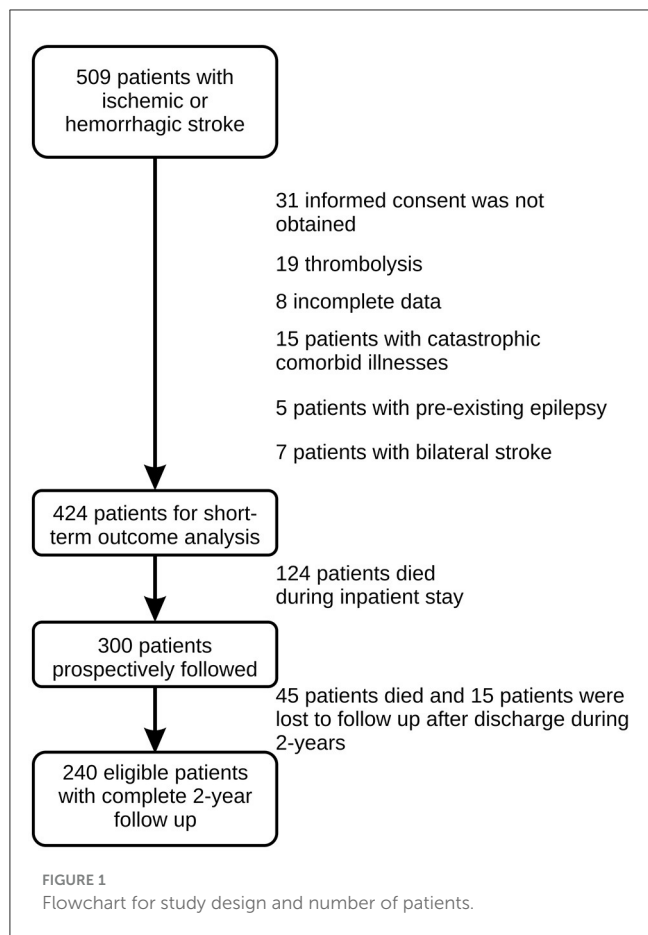 509 patients with
ischemic or
hemorrhagic stroke
31 informed consent was not
obtained
19 thrombolysis
8 incomplete data
15 patients with catastrophic
comorbid illnesses
5 patients with pre-existing epilepsy
7 patients with bilateral stroke
424 patients for short-
term outcome analysis
124 patients died
during inpatient stay
300 patients
prospectively followed
45 patients died and 15 patients were
lost to follow up after discharge during
2-years
240 eligible patients
with complete 2-year
follow up
FIGURE 1
Flowchart for study design and number of patients.